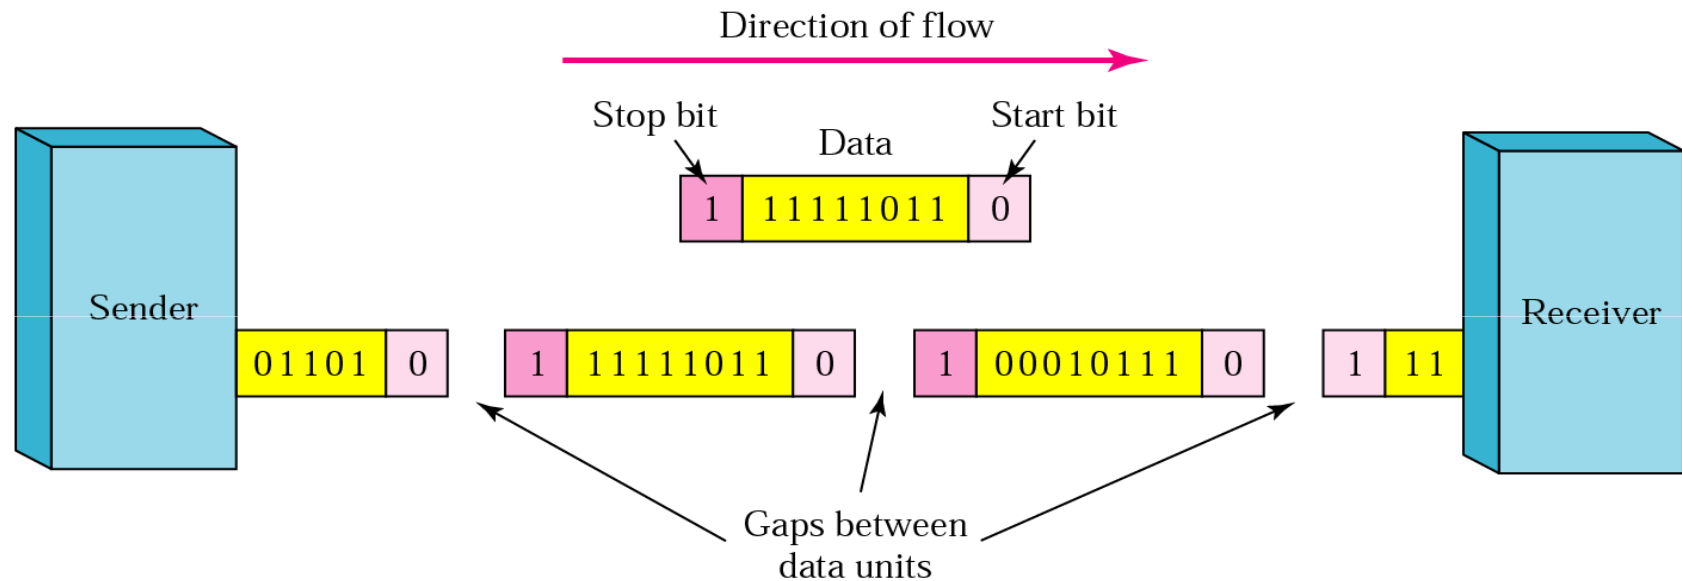 Direction of flow
Stop bit
Start bit
Data
1 11111011 0
Sender
Receiver
01101 0 1 11111011 0 1 00010111 0 1 11
Gaps between
data units